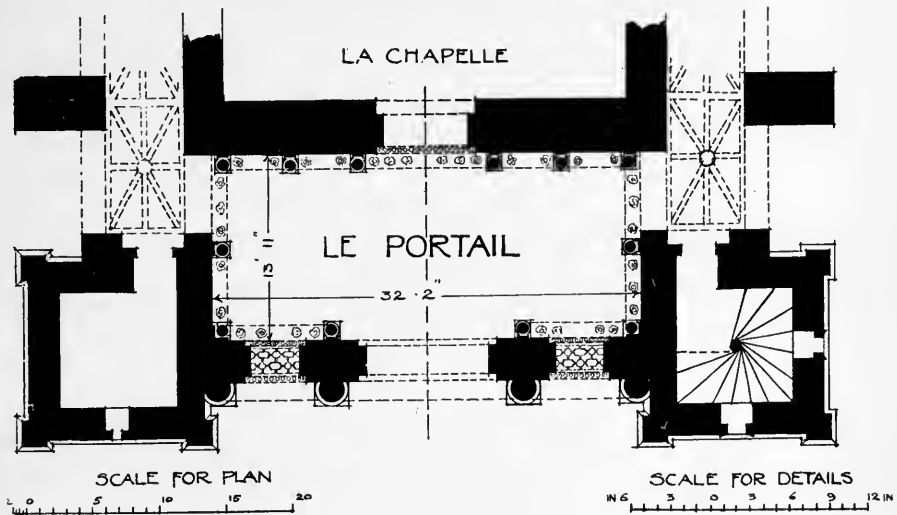 LA CHAPELLE
LE PORTAIL
32 · 2"
SCALE FOR PLAN
0 5 10 15 20
SCALE FOR DETAILS
IN 6 3 0 3 6 9 12 IN